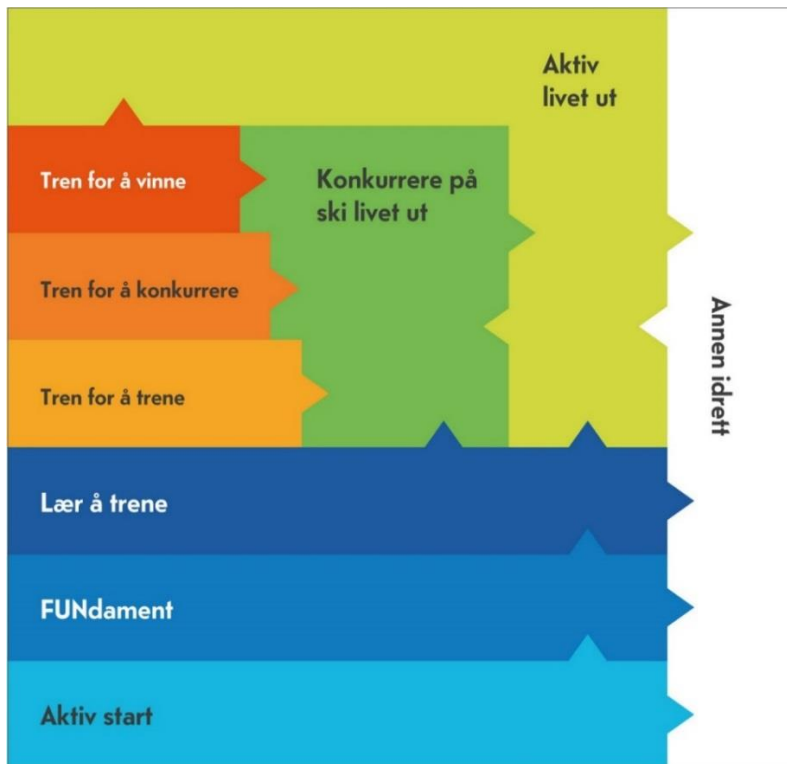 Aktiv
livet ut
Tren for å vinne
Konkurrere på
ski livet ut
Tren for å konkurrere
Annen idrett
Tren for å trene
Lær å trene
FUNdament
Aktiv start